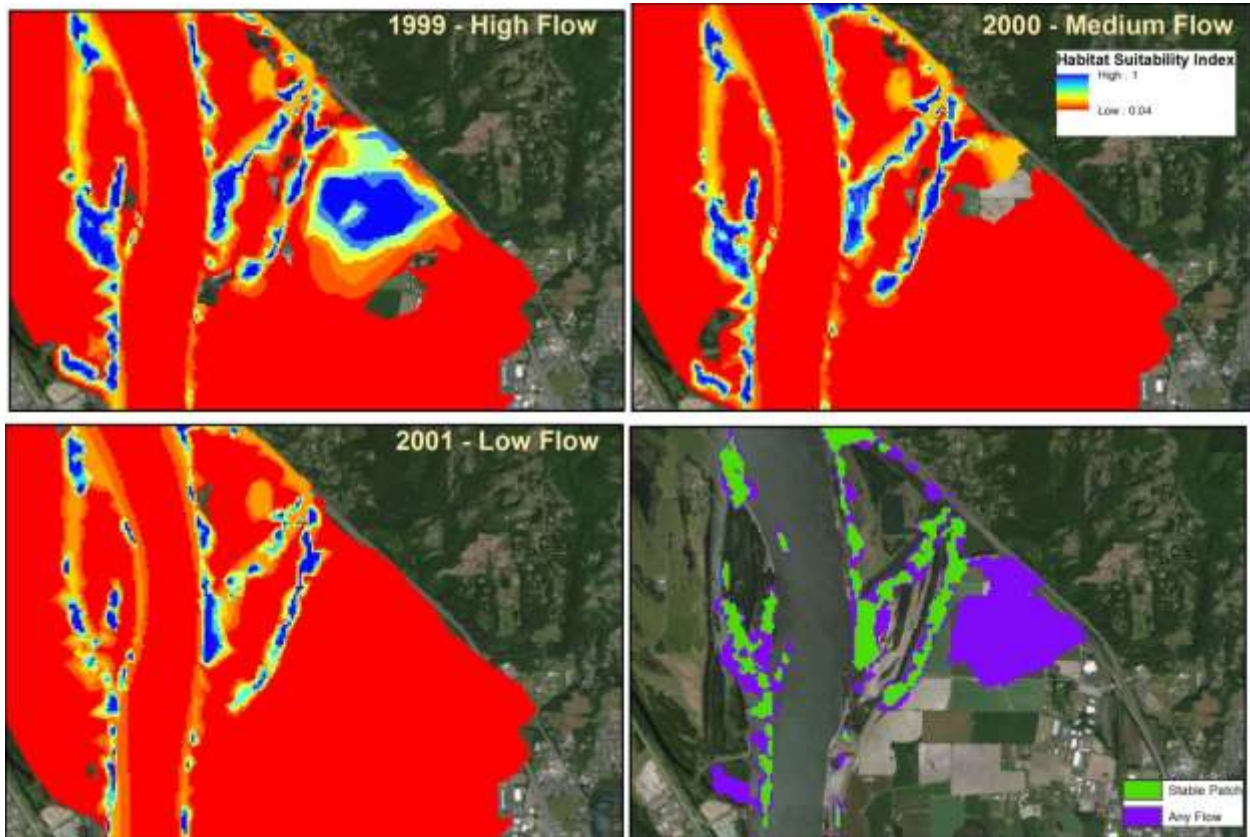 1999 - High Flow
2000 - Medium Flow
Habitat Suitability Index
High : 1
Low : 0.04
2001 - Low Flow
Stable Patch
Any Flow